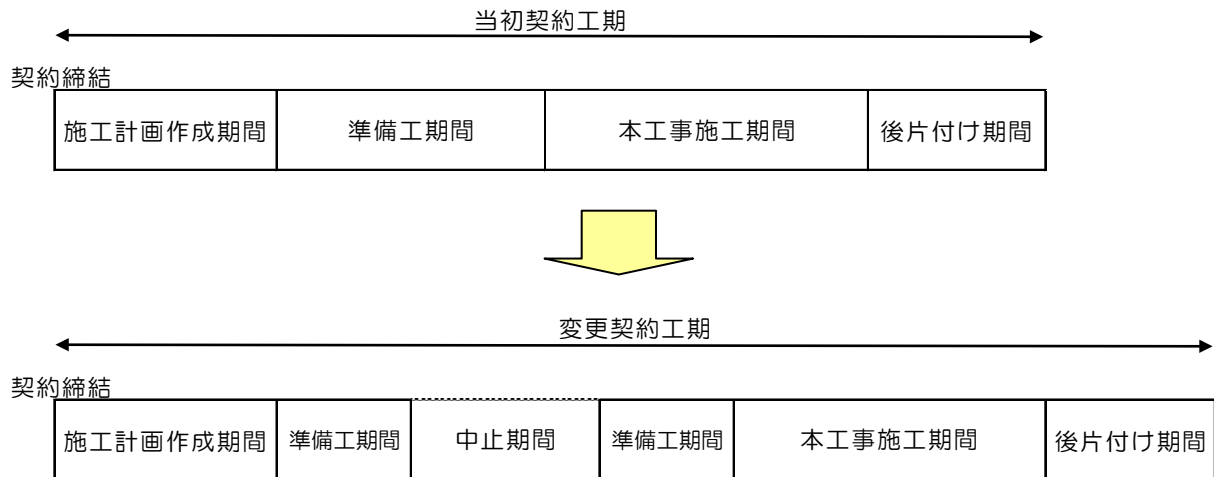 当初契約工期
契約締結
施工計画作成期間 準備工期間 本工事施工期間 後片付け期間
変更契約工期
契約締結
施工計画作成期間 準備工期間 中止期間 準備工期間 本工事施工期間 後片付け期間